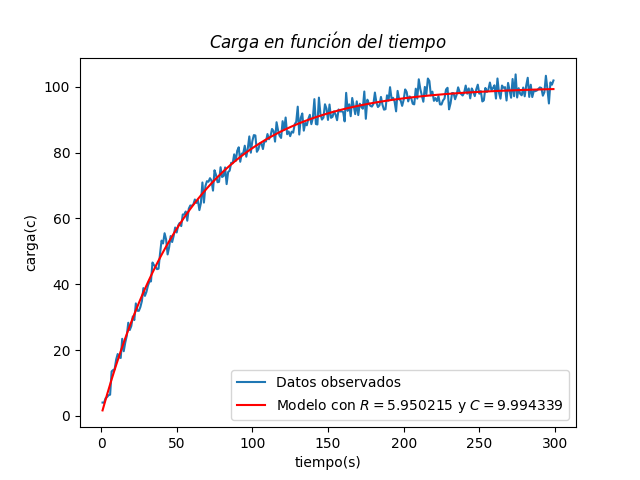 Carga en función del tiempo
carga(c)
100
80
60
40
20
0
Datos observados
Modelo con R = 5.950215 y C = 9.994339
0 50 100 150 200 250 300
tiempo(s)